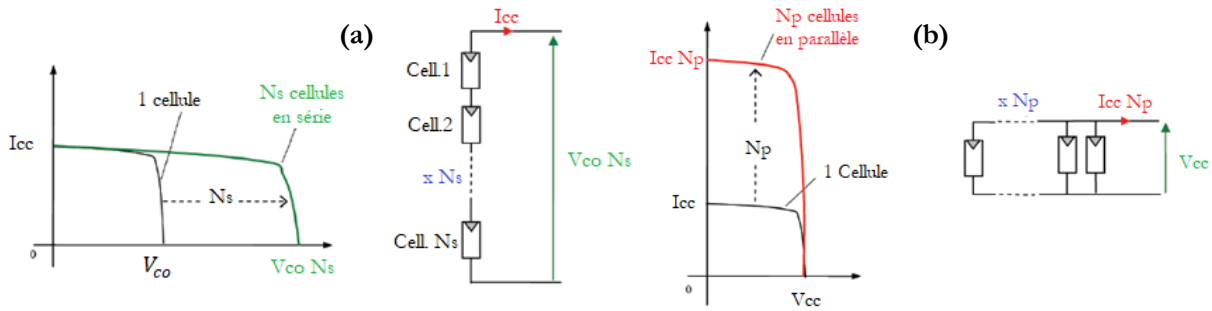 (a)
Icc
1 cellule
Ns cellules
en série
Ns
0
Vco
Vco Ns
Icc
Cell.1
Cell.2
x Ns
Cell. Ns
Vco Ns
Np cellules
en parallèle
Icc Np
Np
1 Cellule
Icc
0
Vcc
(b)
x Np
Icc Np
Vcc